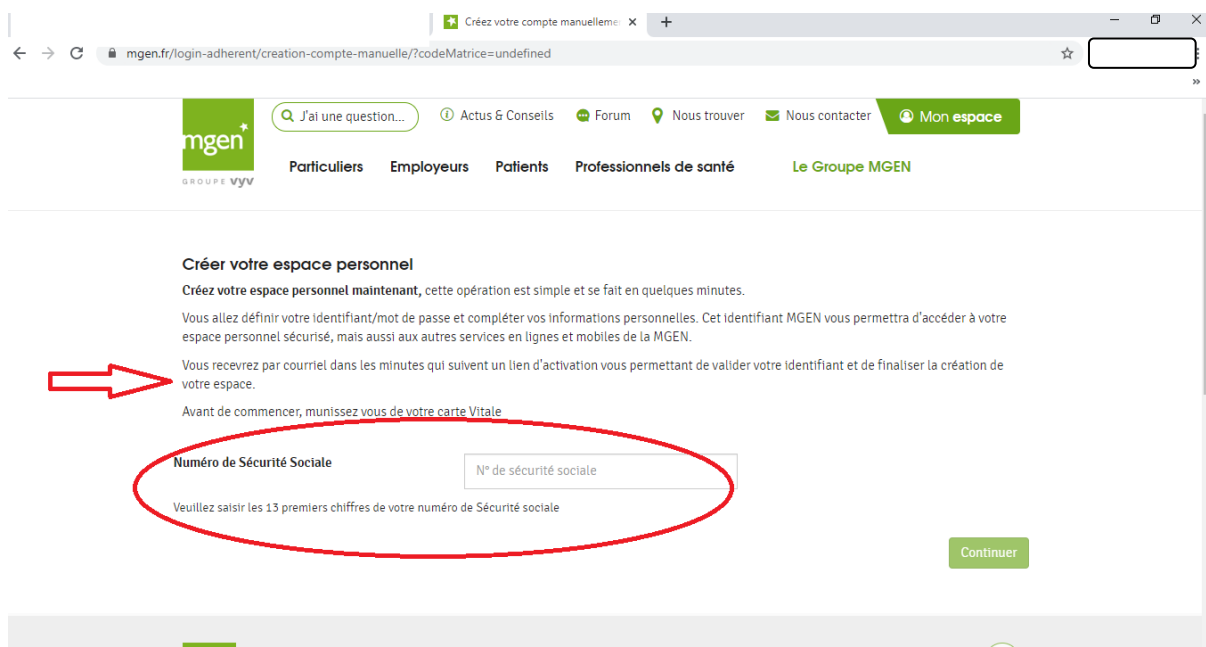 Créez votre compte manuelleme
mgen.fr/login-adherent/creation-compte-manuelle/?codeMatrice=undefined
J'ai une question...
Actus & Conseils
Forum
Nous trouver
Nous contacter
Mon espace
mgen
GROUPE vyv
Particuliers
Employeurs
Patients
Professionnels de santé
Le Groupe MGEN
Créer votre espace personnel
Créez votre espace personnel maintenant, cette opération est simple et se fait en quelques minutes.
Vous allez définir votre identifiant/mot de passe et compléter vos informations personnelles. Cet identifiant MGEN vous permettra d'accéder à votre
espace personnel sécurisé, mais aussi aux autres services en lignes et mobiles de la MGEN.
Vous recevrez par courriel dans les minutes qui suivent un lien d'activation vous permettant de valider votre identifiant et de finaliser la création de
votre espace.
Avant de commencer, munissez vous de votre carte Vitale
Numéro de Sécurité Sociale
N° de sécurité sociale
Veuillez saisir les 13 premiers chiffres de votre numéro de Sécurité sociale
Continuer